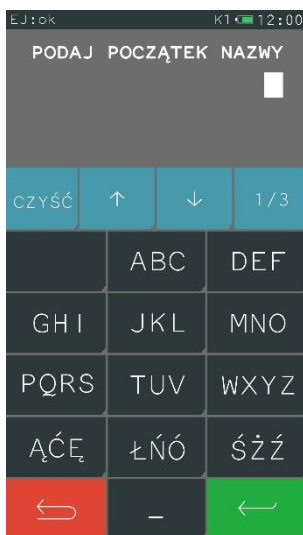 EJ:ok K1 12:00
PODAJ POCZĄTEK NAZWY
CZYŚĆ ↑ ↓ 1/3
ABC DEF
GHI JKL MNO
PQRS TUV WXYZ
ĄĆĘ ŁŃÓ ŚŻŹ
_